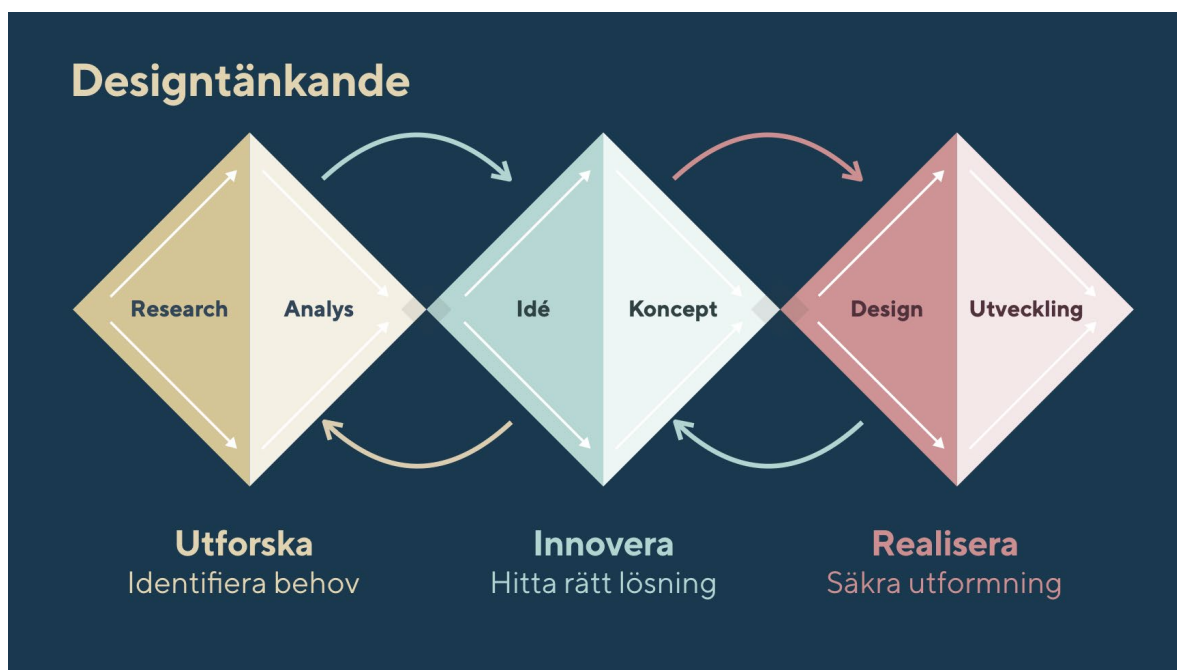 Designtänkande
Research
Analys
Idé
Koncept
Design
Utveckling
Utforska
Identifiera behov
Innovera
Hitta rätt lösning
Realisera
Säkra utformning